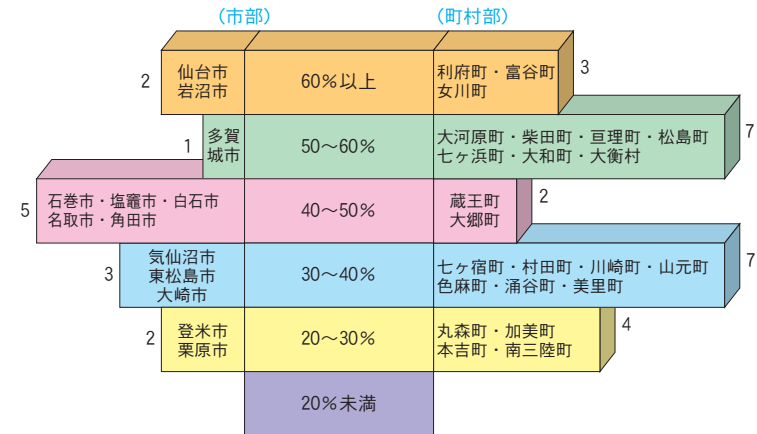 （市部）
（町村部）
2
仙台市
岩沼市
60％以上
利府町・富谷町
女川町
3
1
多賀
城市
50〜60％
大河原町・柴田町・亘理町・松島町
七ヶ浜町・大和町・大衡村
7
5
石巻市・塩竈市・白石市
名取市・角田市
40〜50％
蔵王町
大郷町
2
3
気仙沼市
東松島市
大崎市
30〜40％
七ヶ宿町・村田町・川崎町・山元町
色麻町・涌谷町・美里町
7
2
登米市
栗原市
20〜30％
丸森町・加美町
本吉町・南三陸町
4
20％未満